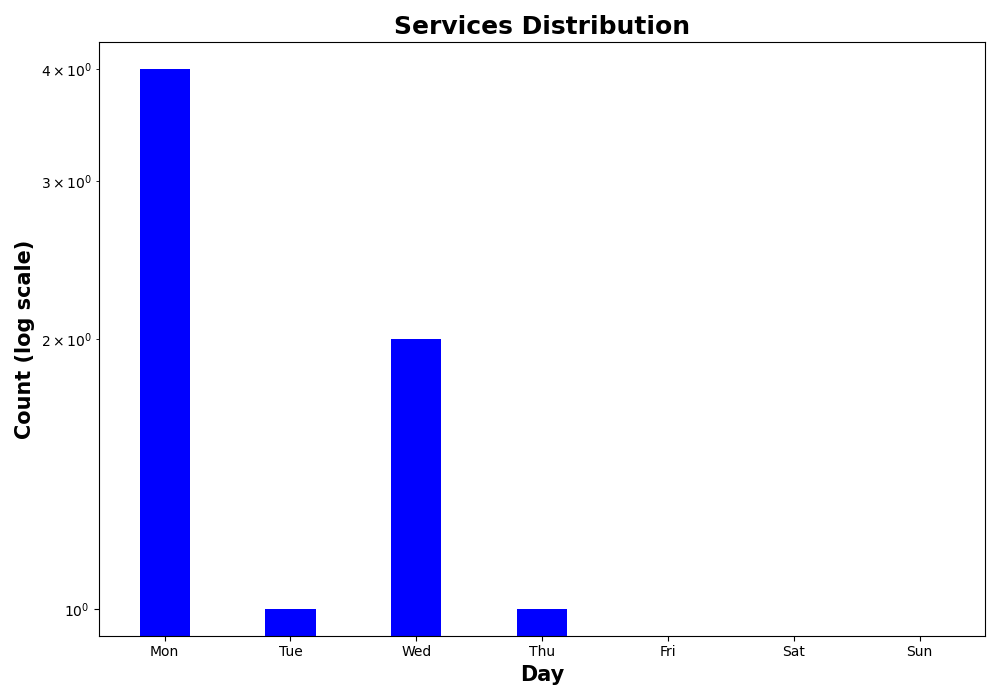 Services Distribution
Count (log scale)
4 × 10⁰
3 × 10⁰
2 × 10⁰
10⁰
Mon Tue Wed Thu Fri Sat Sun
Day